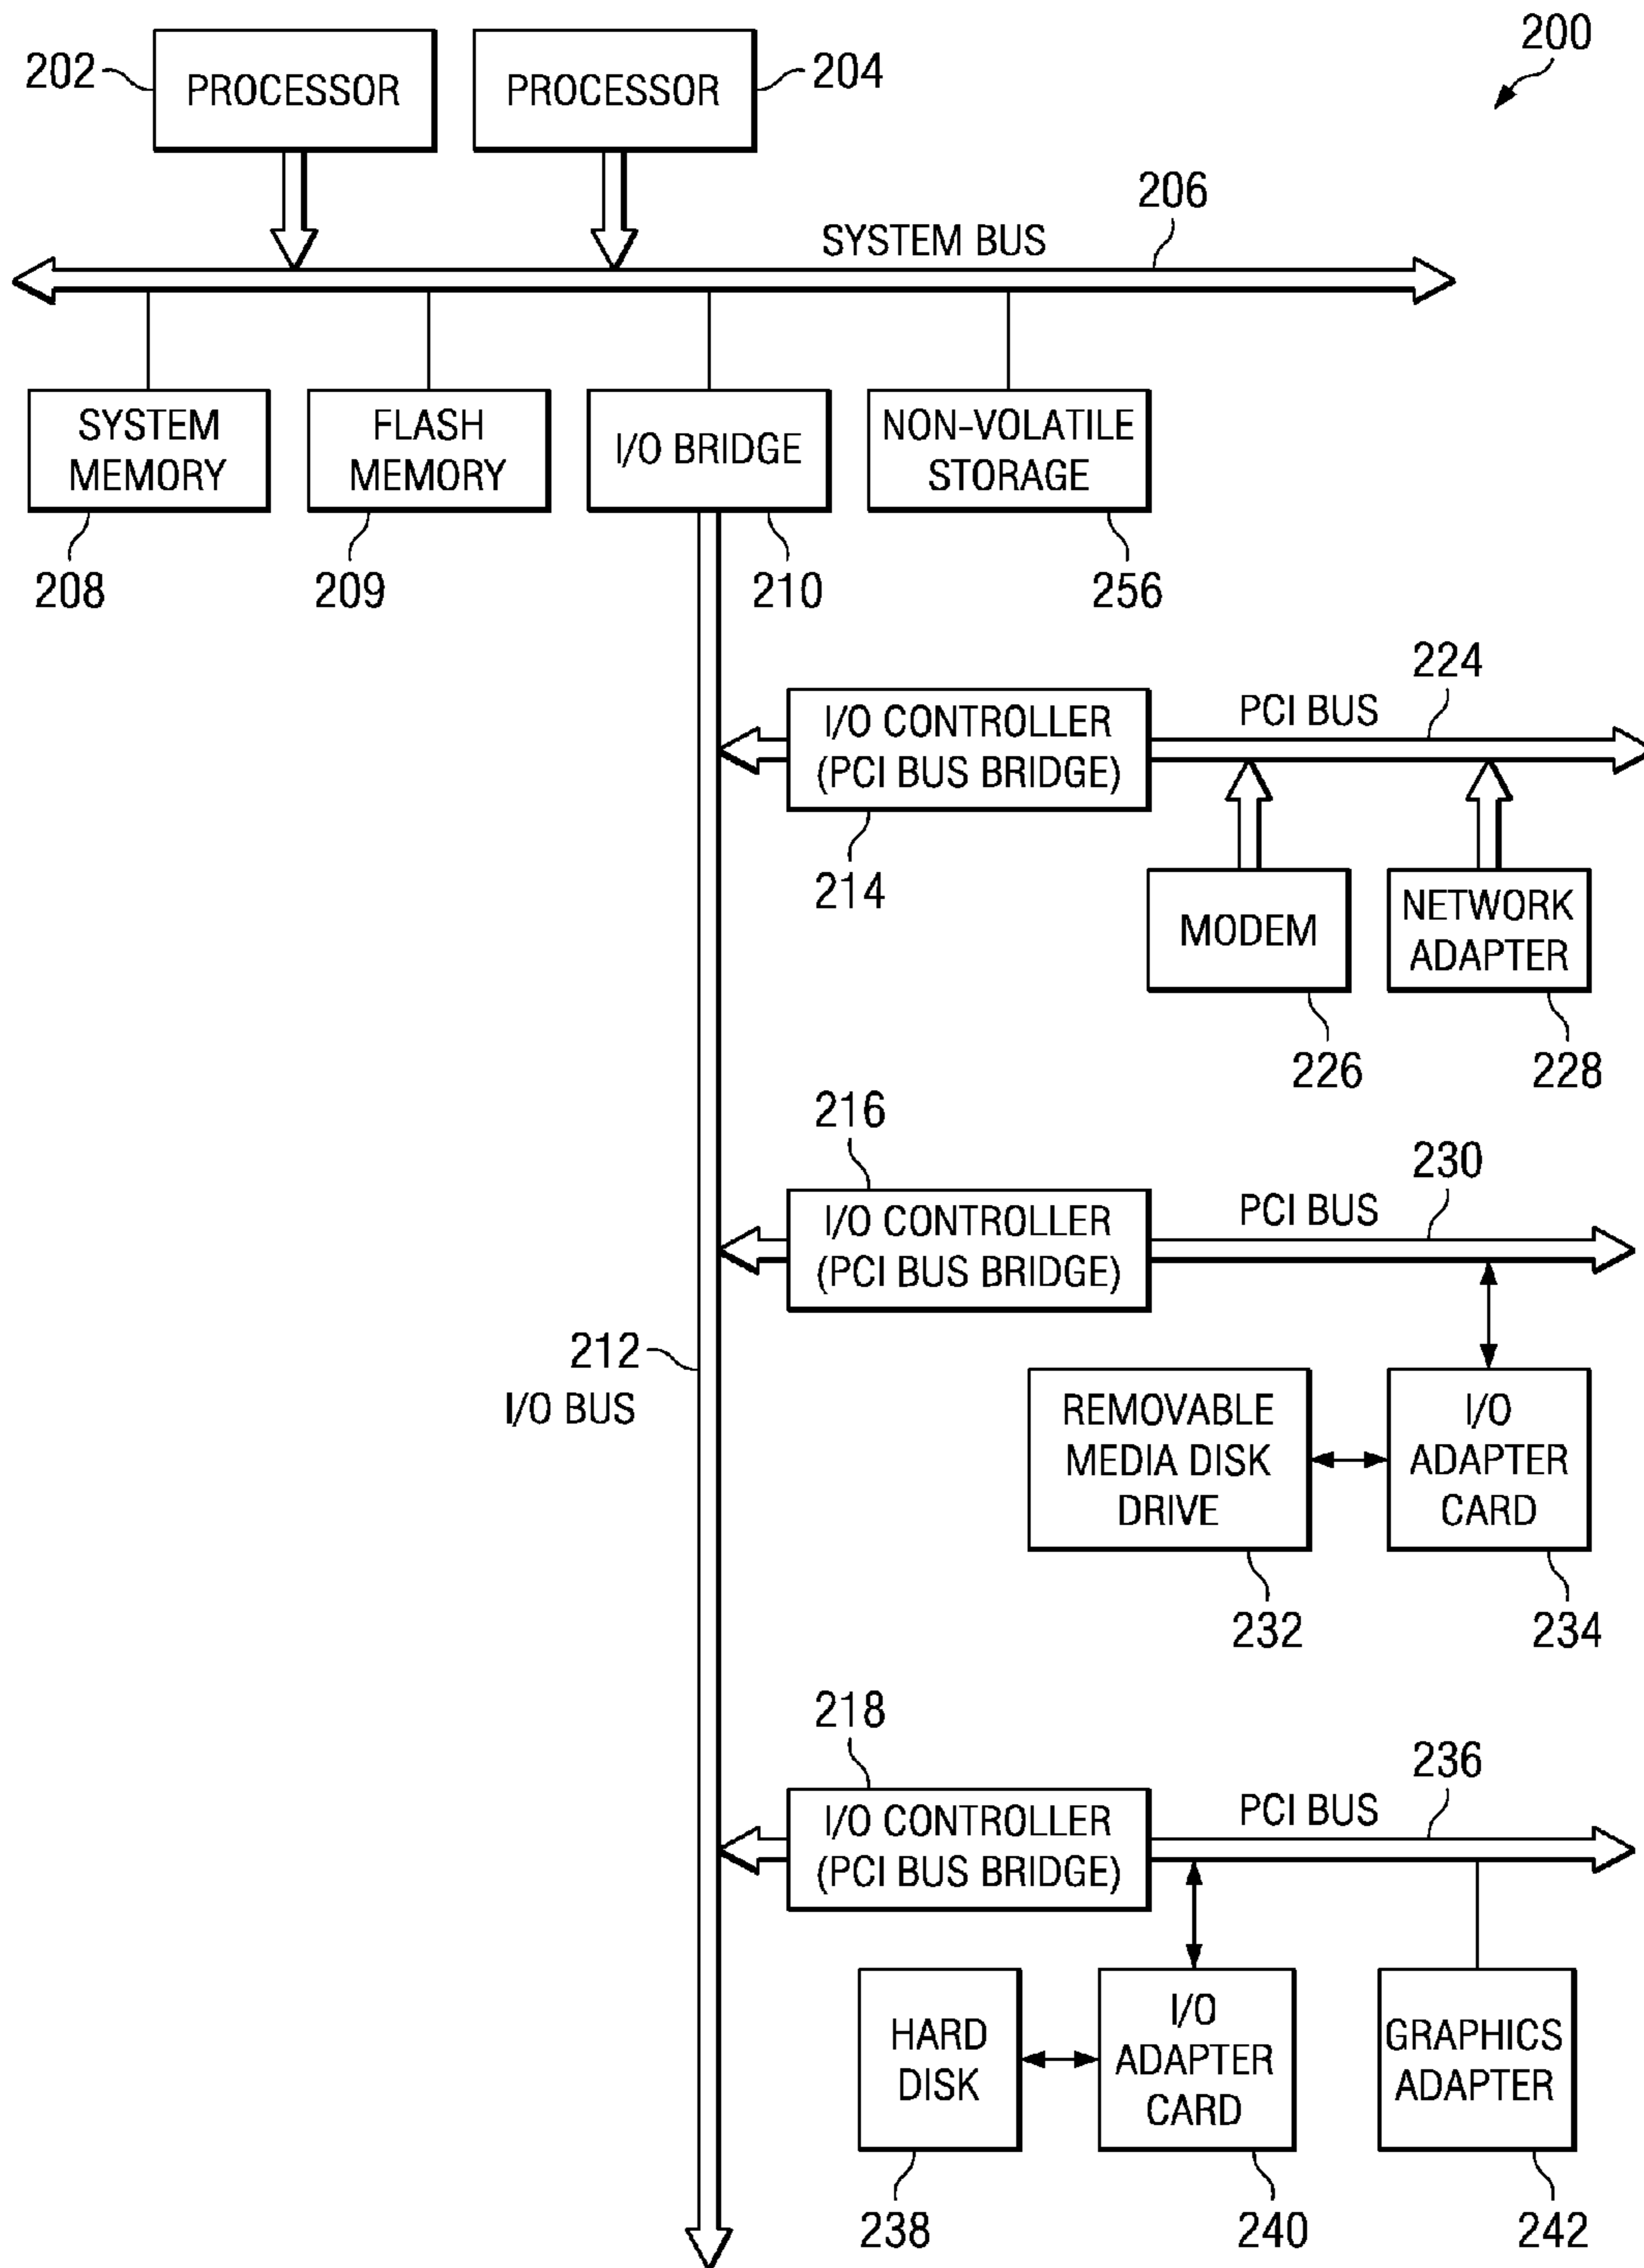 200
202
PROCESSOR
PROCESSOR
204
206
SYSTEM BUS
SYSTEM
MEMORY
FLASH
MEMORY
I/O BRIDGE
NON-VOLATILE
STORAGE
208
209
210
256
224
I/O CONTROLLER
(PCI BUS BRIDGE)
PCI BUS
214
MODEM
NETWORK
ADAPTER
226
228
216
230
I/O CONTROLLER
(PCI BUS BRIDGE)
PCI BUS
212
I/O BUS
REMOVABLE
MEDIA DISK
DRIVE
I/O
ADAPTER
CARD
232
234
218
236
I/O CONTROLLER
(PCI BUS BRIDGE)
PCI BUS
HARD
DISK
I/O
ADAPTER
CARD
GRAPHICS
ADAPTER
238
240
242